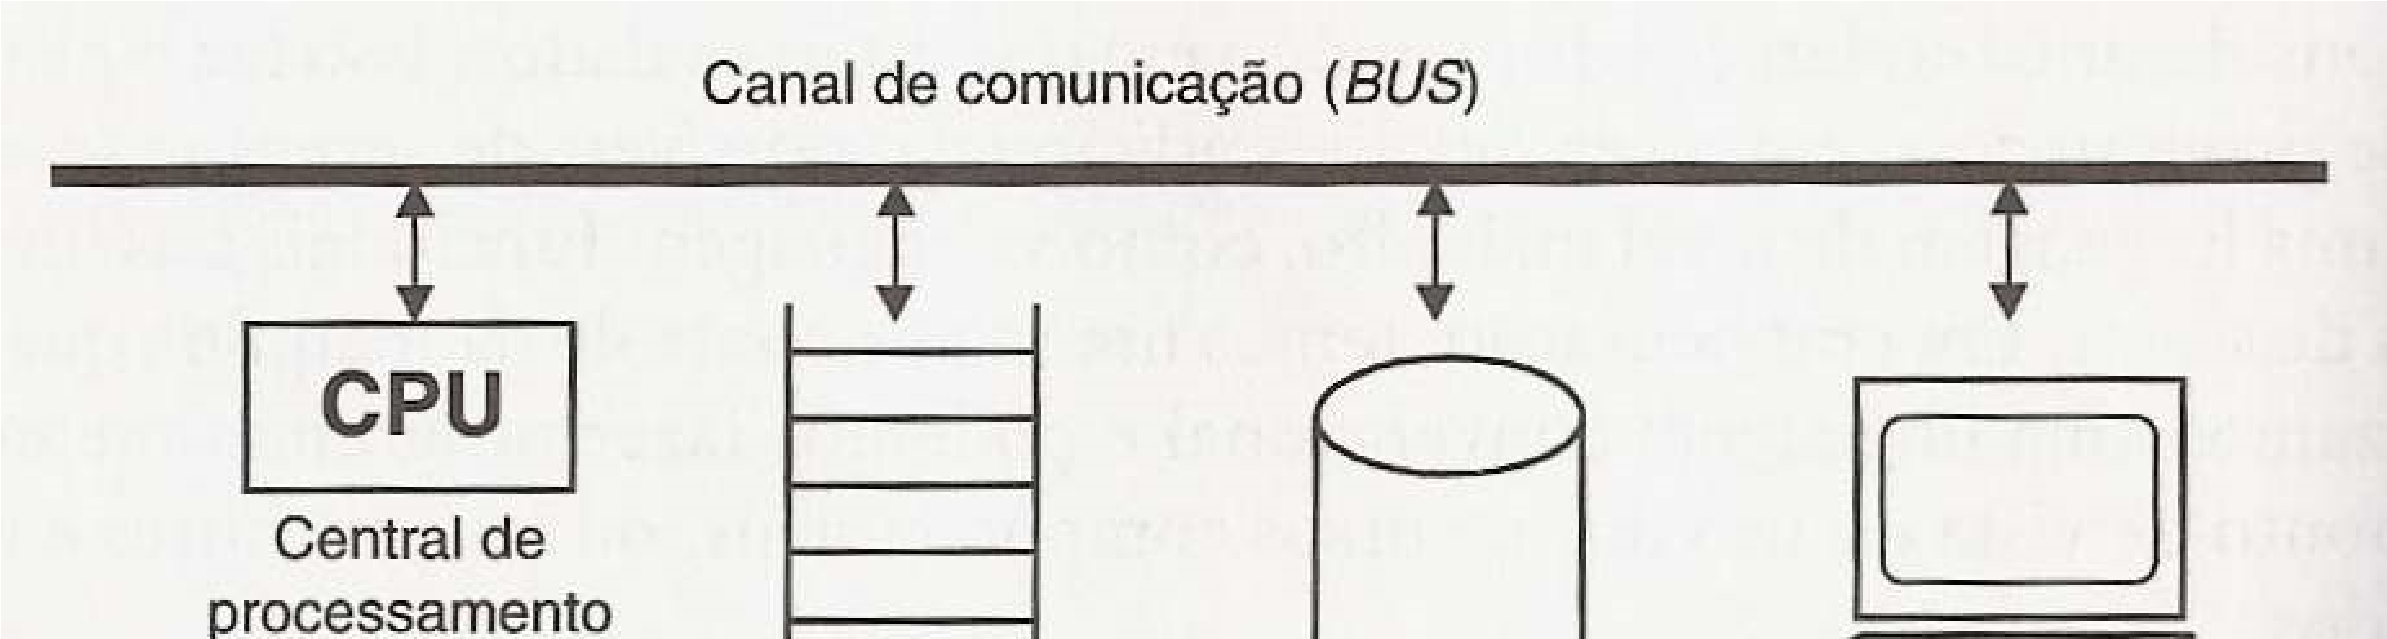 Canal de comunicação (BUS)
CPU
Central de
processamento